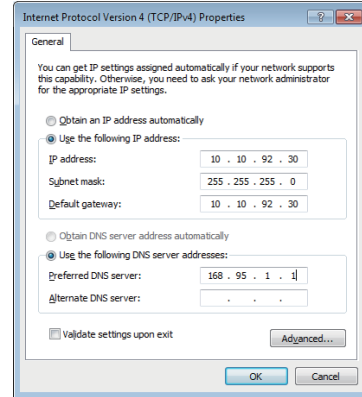 Internet Protocol Version 4 (TCP/IPv4) Properties
General
You can get IP settings assigned automatically if your network supports
this capability. Otherwise, you need to ask your network administrator
for the appropriate IP settings.
Obtain an IP address automatically
Use the following IP address:
IP address: 10 . 10 . 92 . 30
Subnet mask: 255 . 255 . 255 . 0
Default gateway: 10 . 10 . 92 . 30
Obtain DNS server address automatically
Use the following DNS server addresses:
Preferred DNS server: 168 . 95 . 1 . 1
Alternate DNS server: . . .
Validate settings upon exit
Advanced...
OK Cancel